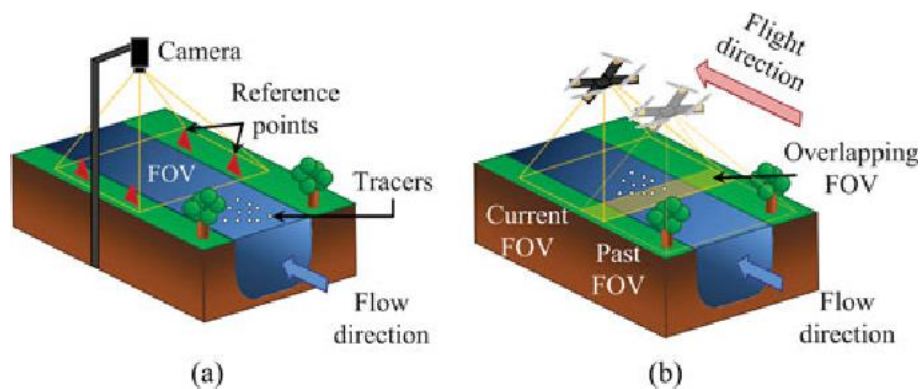 Camera
Reference
points
FOV
Tracers
Flow
direction
(a)
Flight
direction
Overlapping
FOV
Current
FOV
Past
FOV
Flow
direction
(b)